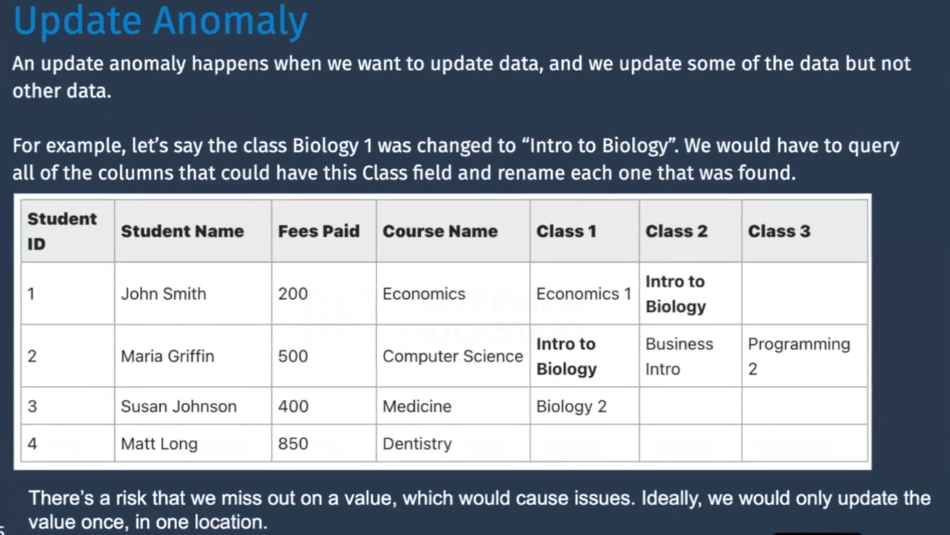 Update Anomaly
An update anomaly happens when we want to update data, and we update some of the data but not
other data.
For example, let's say the class Biology 1 was changed to “Intro to Biology”. We would have to query
all of the columns that could have this Class field and rename each one that was found.
Student ID Student Name Fees Paid Course Name Class 1 Class 2 Class 3
1 John Smith 200 Economics Economics 1 Intro to Biology
2 Maria Griffin 500 Computer Science Intro to Biology Business Intro Programming 2
3 Susan Johnson 400 Medicine Biology 2
4 Matt Long 850 Dentistry
There's a risk that we miss out on a value, which would cause issues. Ideally, we would only update the
value once, in one location.